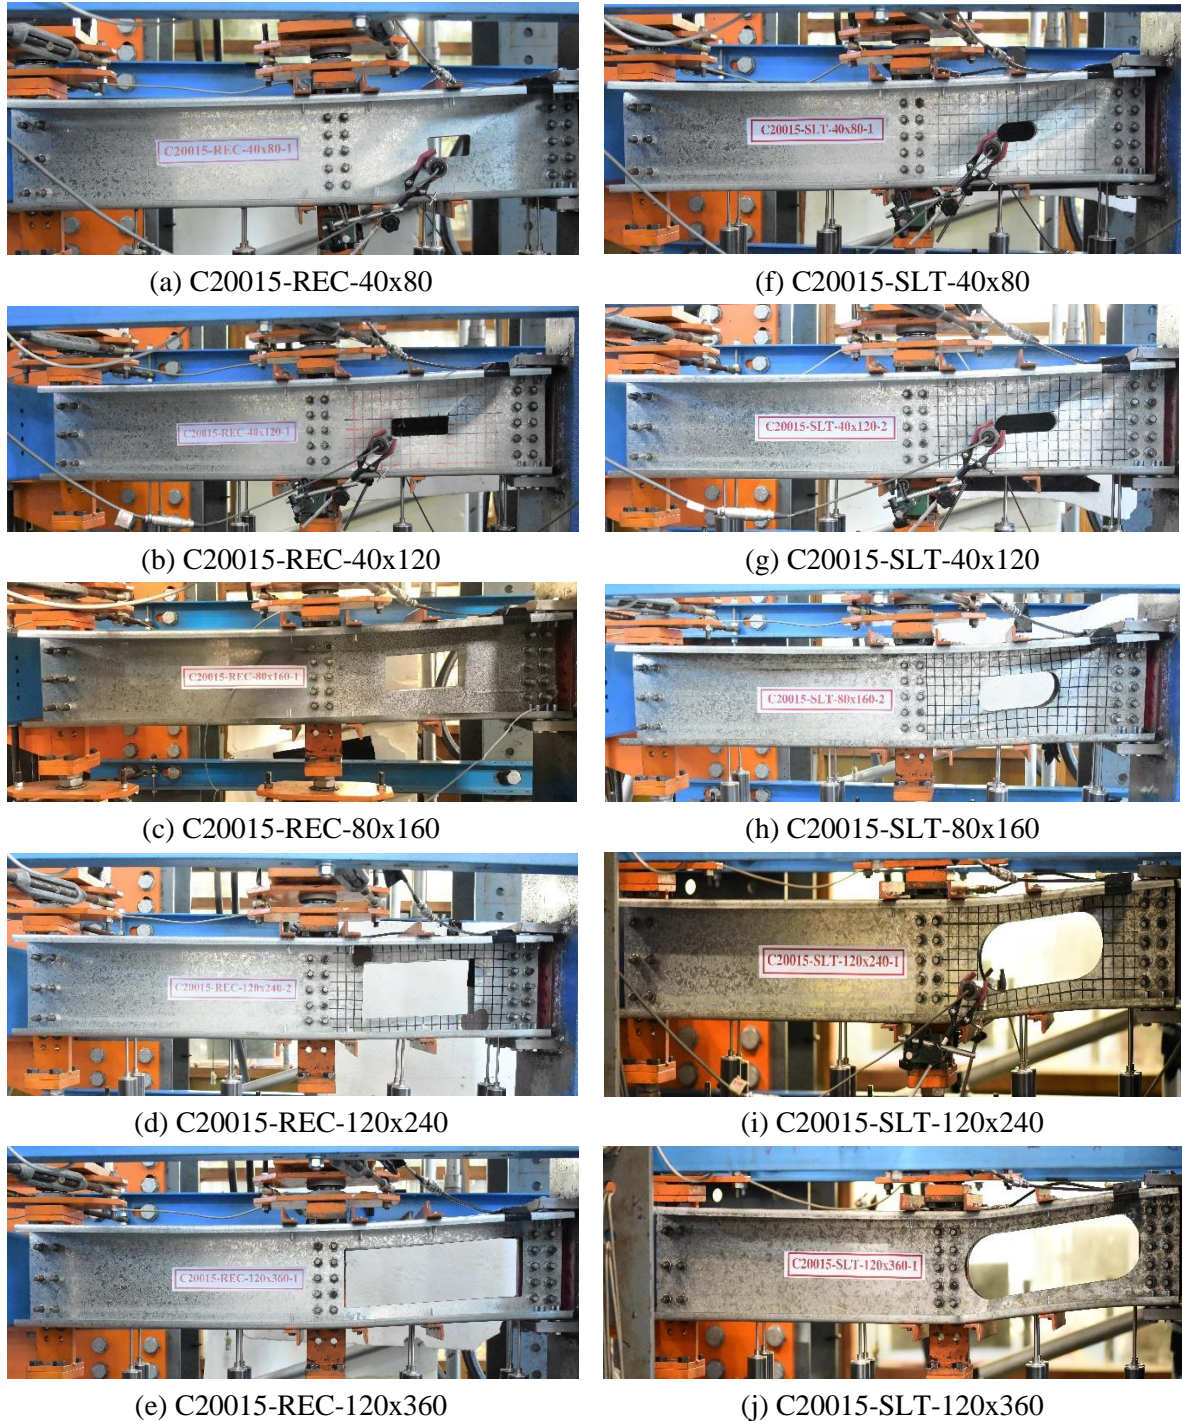 C20015-REC-40x80-1
C20015-SLT-40x80-1
(a) C20015-REC-40x80
(f) C20015-SLT-40x80
C20015-REC-40x120-1
C20015-SLT-40x120-2
(b) C20015-REC-40x120
(g) C20015-SLT-40x120
C20015-REC-80x160-1
C20015-SLT-80x160-2
(c) C20015-REC-80x160
(h) C20015-SLT-80x160
C20015-REC-120x240-2
C20015-SLT-120x240-1
(d) C20015-REC-120x240
(i) C20015-SLT-120x240
C20015-REC-120x360-1
C20015-SLT-120x360-1
(e) C20015-REC-120x360
(j) C20015-SLT-120x360